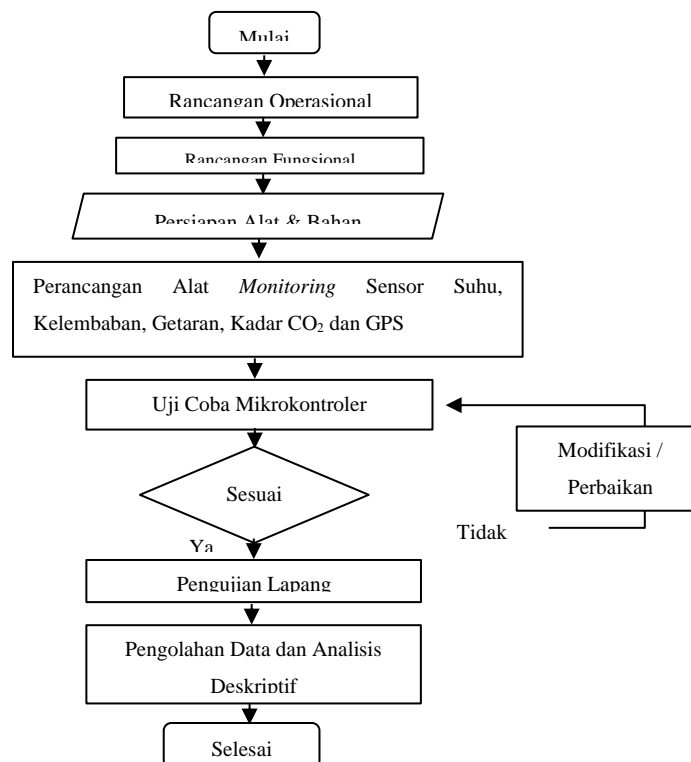 Mulai
Rancangan Operasional
Rancangan Fungsional
Persiapan Alat & Bahan
Perancangan Alat Monitoring Sensor Suhu,
Kelembaban, Getaran, Kadar CO₂ dan GPS
Uji Coba Mikrokontroler
Modifikasi /
Perbaikan
Sesuai
Tidak
Ya
Pengujian Lapang
Pengolahan Data dan Analisis
Deskriptif
Selesai